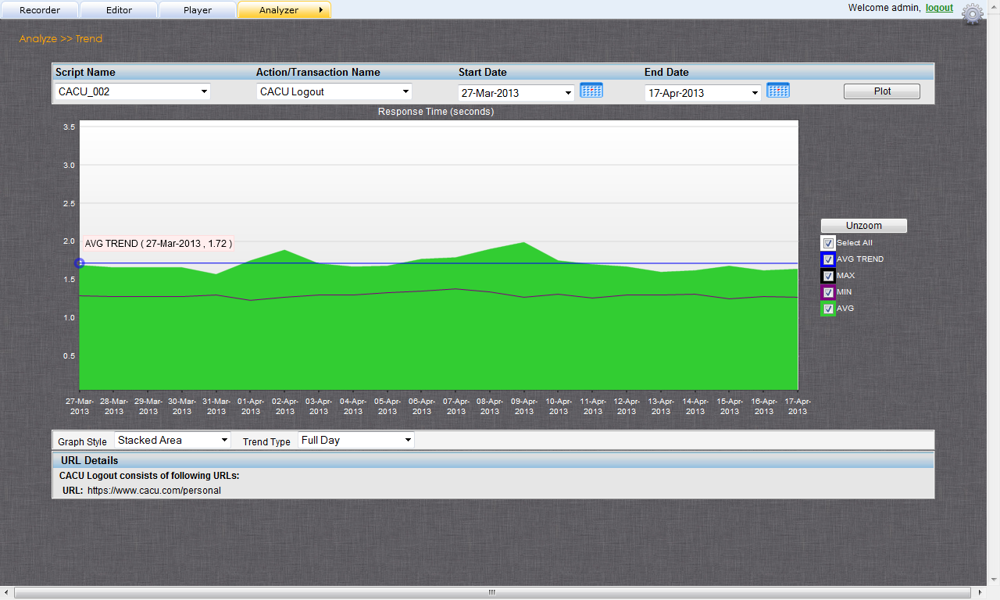 Recorder Editor Player Analyzer Welcome admin, logout
Analyze >> Trend
Script Name Action/Transaction Name Start Date End Date
CACU_002 CACU Logout 27-Mar-2013 17-Apr-2013 Plot
Response Time (seconds)
3.5
3.0
2.5
2.0
1.5
1.0
0.5
AVG TREND ( 27-Mar-2013 , 1.72 )
27-Mar-2013 28-Mar-2013 29-Mar-2013 30-Mar-2013 31-Mar-2013 01-Apr-2013 02-Apr-2013 03-Apr-2013 04-Apr-2013 05-Apr-2013 06-Apr-2013 07-Apr-2013 08-Apr-2013 09-Apr-2013 10-Apr-2013 11-Apr-2013 12-Apr-2013 13-Apr-2013 14-Apr-2013 15-Apr-2013 16-Apr-2013 17-Apr-2013
Unzoom
Select All
AVG TREND
MAX
MIN
AVG
Graph Style Stacked Area Trend Type Full Day
URL Details
CACU Logout consists of following URLs:
URL: https://www.cacu.com/personal